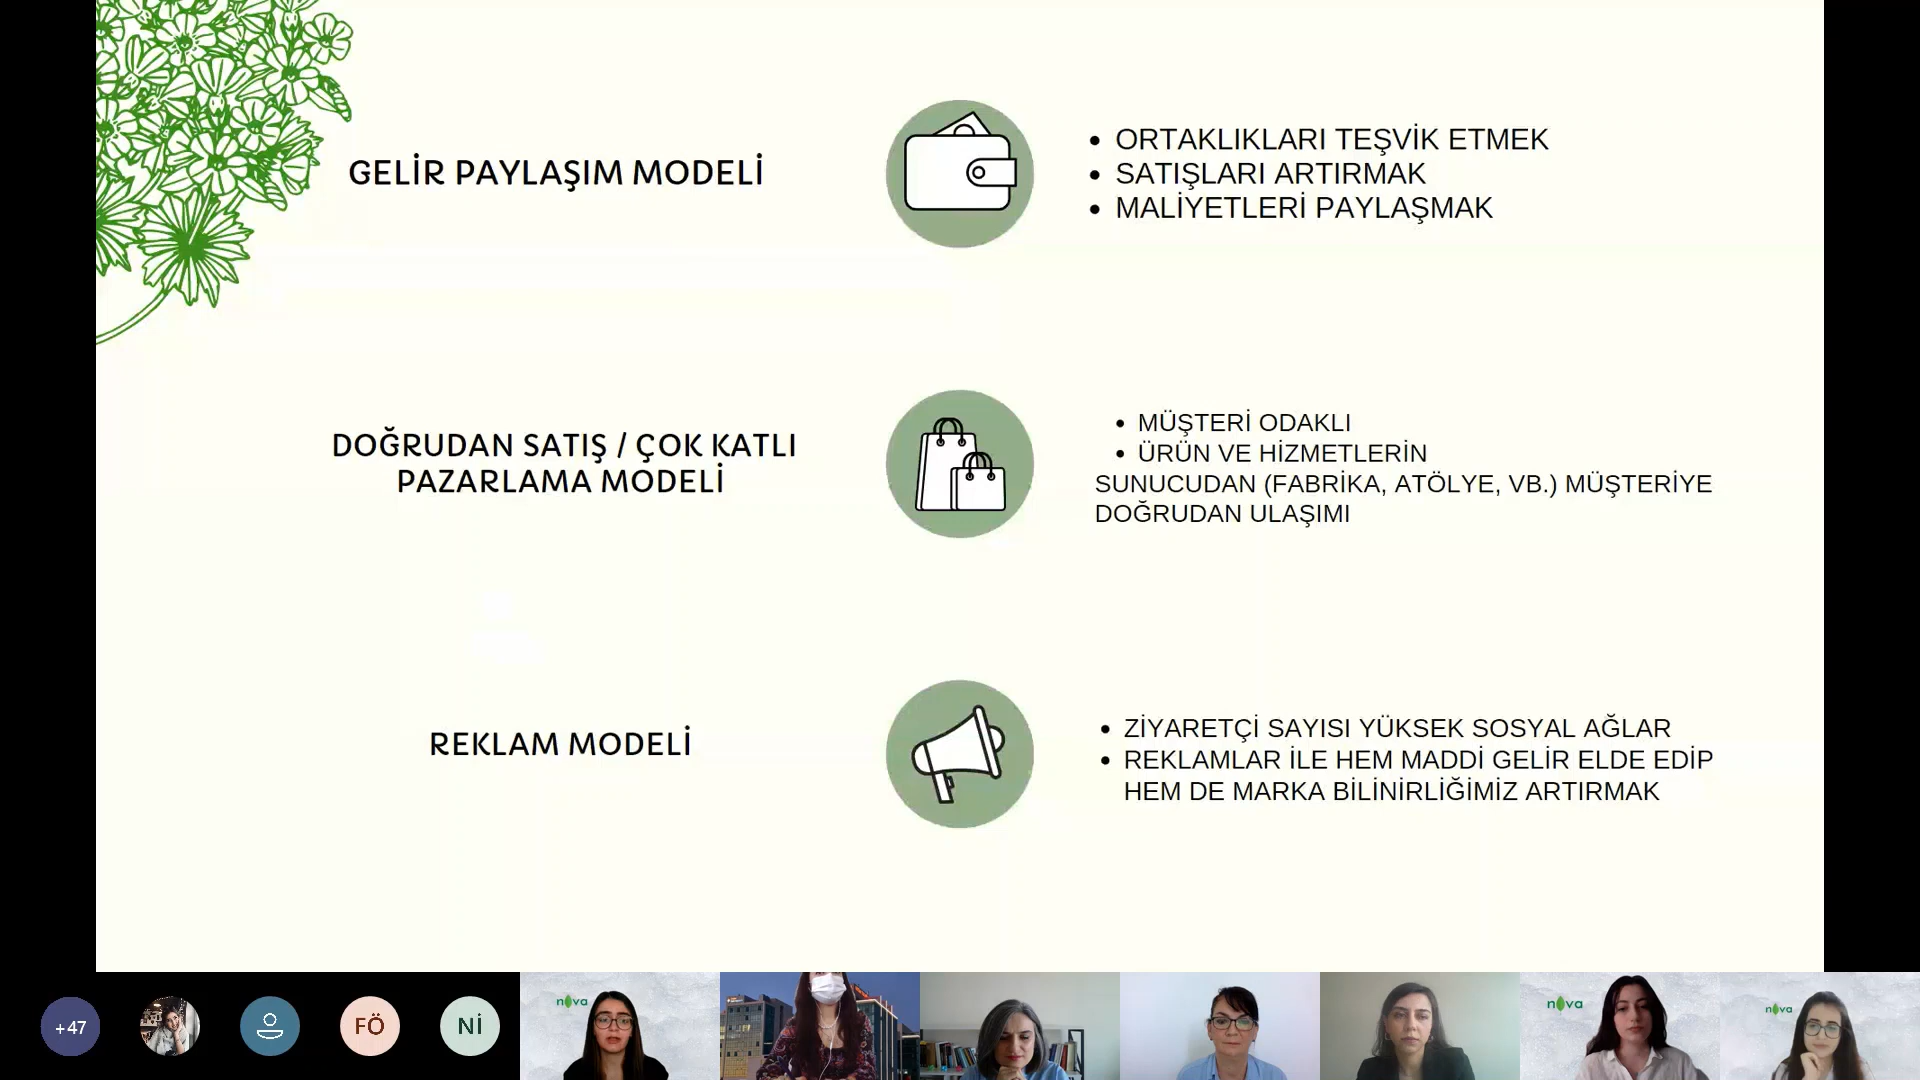 GELİR PAYLAŞIM MODELİ
• ORTAKLIKLARI TEŞVİK ETMEK
• SATIŞLARI ARTIRMAK
• MALİYETLERİ PAYLAŞMAK
DOĞRUDAN SATIŞ / ÇOK KATLI
PAZARLAMA MODELİ
• MÜŞTERİ ODAKLI
• ÜRÜN VE HİZMETLERİN
SUNUCUDAN (FABRİKA, ATÖLYE, VB.) MÜŞTERİYE
DOĞRUDAN ULAŞIMI
REKLAM MODELİ
• ZİYARETÇİ SAYISI YÜKSEK SOSYAL AĞLAR
• REKLAMLAR İLE HEM MADDİ GELİR ELDE EDİP
HEM DE MARKA BİLİNİRLİĞİMİZ ARTIRMAK
+47
FÖ
Nİ
nova
nova
nova